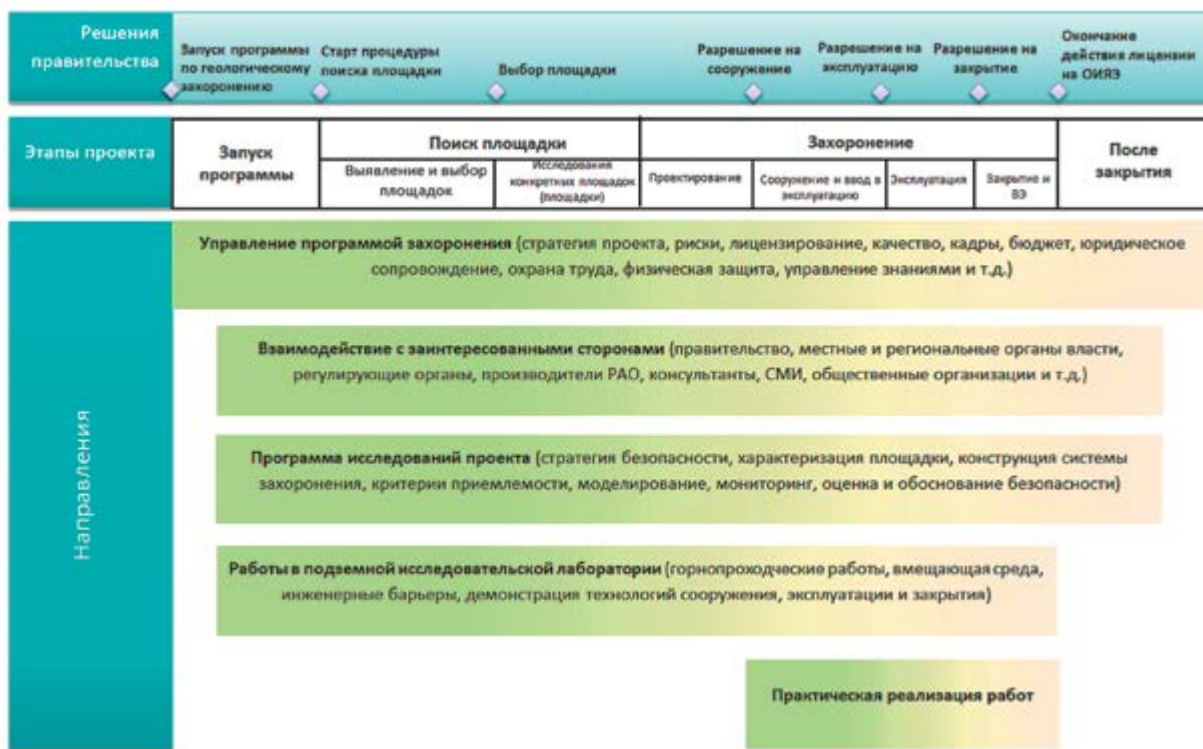 Решения
правительства
Запуск программы
по геологическому
захоронению
Старт процедуры
поиска площадки
Выбор площадки
Разрешение на
сооружение
Разрешение на
эксплуатацию
Разрешение на
закрытие
Окончание
действия лицензии
на ОИЯЭ
Этапы проекта
Запуск
программы
Поиск площадки
Выявление и выбор
площадок
Исследования
конкретных площадок
(площадки)
Захоронение
Проектирование
Сооружение и ввод в
эксплуатацию
Эксплуатация
Закрытие и
ВЭ
После
закрытия
Направления
Управление программой захоронения (стратегия проекта, риски, лицензирование, качество, кадры, бюджет, юридическое
сопровождение, охрана труда, физическая защита, управление знаниями и т.д.)
Взаимодействие с заинтересованными сторонами (правительство, местные и региональные органы власти,
регулирующие органы, производители РАО, консультанты, СМИ, общественные организации и т.д.)
Программа исследований проекта (стратегия безопасности, характеризация площадки, конструкция системы
захоронения, критерии приемлемости, моделирование, мониторинг, оценка и обоснование безопасности)
Работы в подземной исследовательской лаборатории (горнопроходческие работы, вмещающая среда,
инженерные барьеры, демонстрация технологий сооружения, эксплуатации и закрытия)
Практическая реализация работ